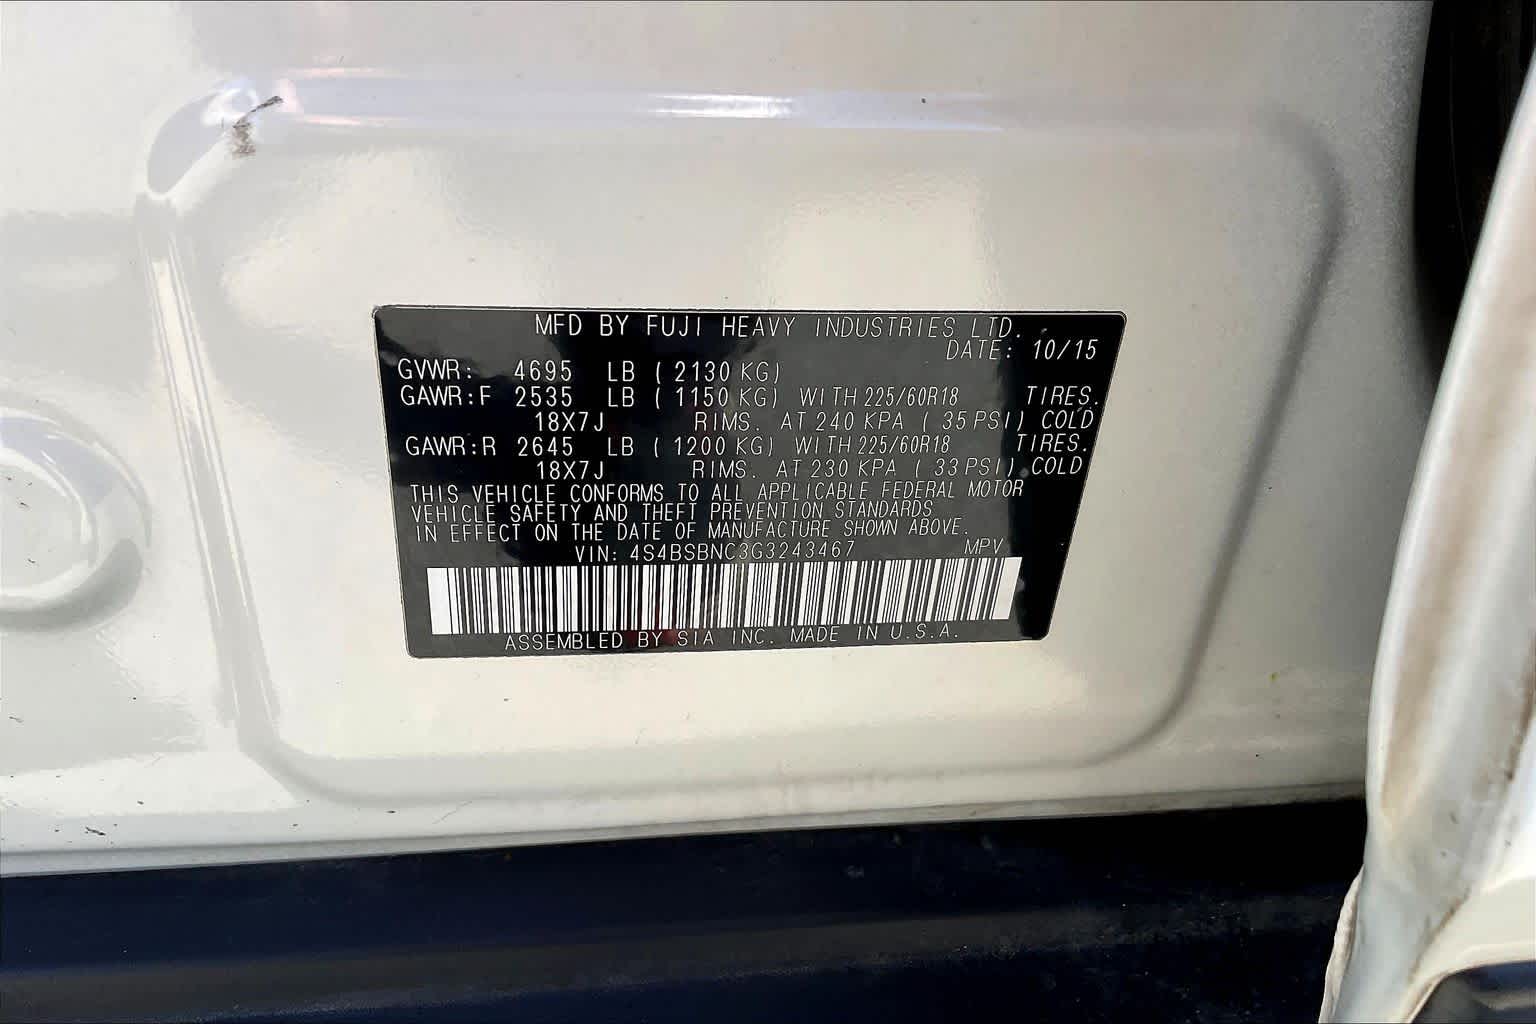 MFD BY FUJI HEAVY INDUSTRIES LTD.
DATE: 10/15
GVWR: 4695 LB ( 2130 KG)
GAWR:F 2535 LB ( 1150 KG) WITH 225/60R18 TIRES.
18X7J RIMS. AT 240 KPA ( 35 PSI) COLD
GAWR:R 2645 LB ( 1200 KG) WITH 225/60R18 TIRES.
18X7J RIMS. AT 230 KPA ( 33 PSI) COLD
THIS VEHICLE CONFORMS TO ALL APPLICABLE FEDERAL MOTOR
VEHICLE SAFETY AND THEFT PREVENTION STANDARDS
IN EFFECT ON THE DATE OF MANUFACTURE SHOWN ABOVE.
VIN: 4S4BSBNC3G3243467 MPV
ASSEMBLED BY SIA INC. MADE IN U.S.A.